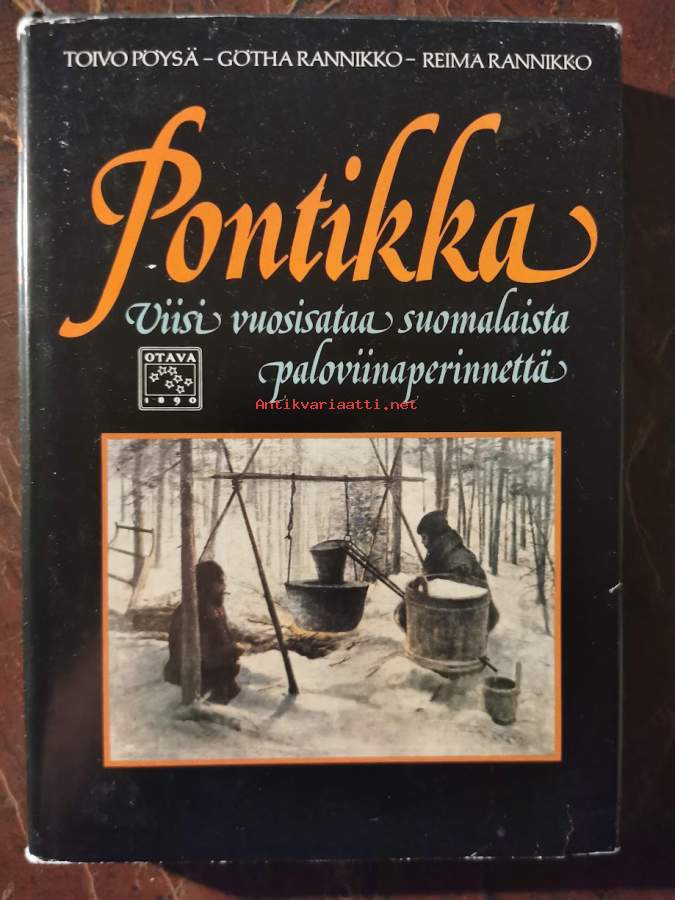 TOIVO PÖYSÄ – GÖTHA RANNIKKO – REIMA RANNIKKO
Pontikka
Viisi vuosisataa suomalaista
paloviinaperinnettä
OTAVA
1890
Antikvariaatti.net